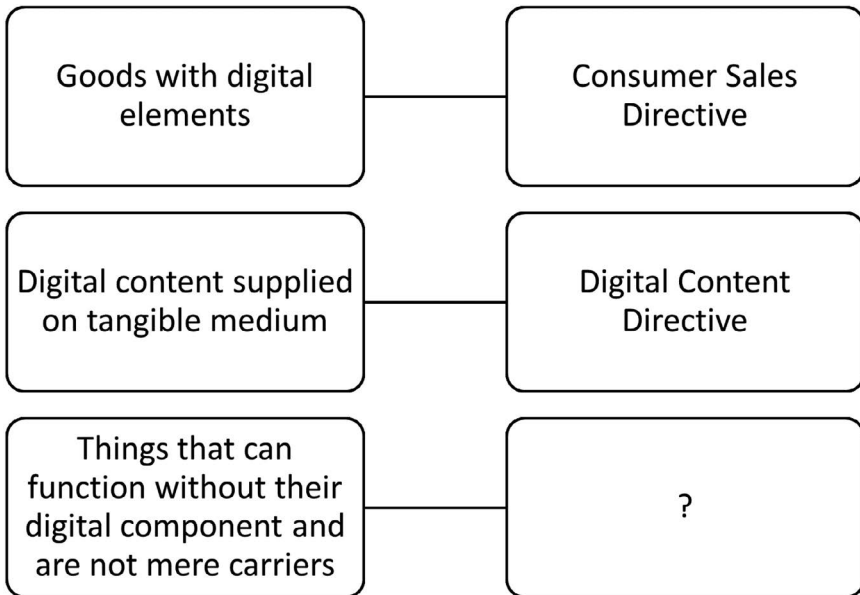 Goods with digital
elements
Consumer Sales
Directive
Digital content supplied
on tangible medium
Digital Content
Directive
Things that can
function without their
digital component and
are not mere carriers
?